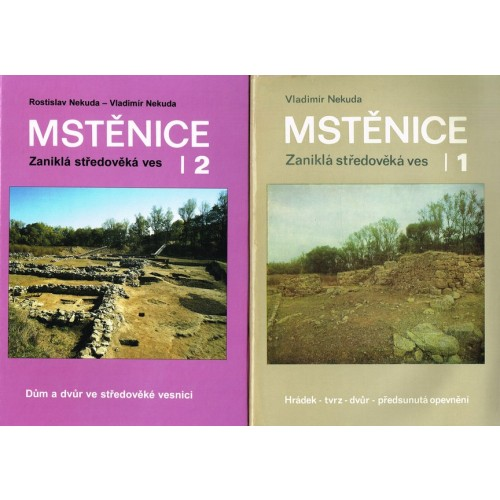 Rostislav Nekuda – Vladimír Nekuda
MSTĚNICE
Zaniklá středověká ves | 2
Dům a dvůr ve středověké vesnici
Vladimír Nekuda
MSTĚNICE
Zaniklá středověká ves | 1
Hrádek - tvrz - dvůr - předsunutá opevnění